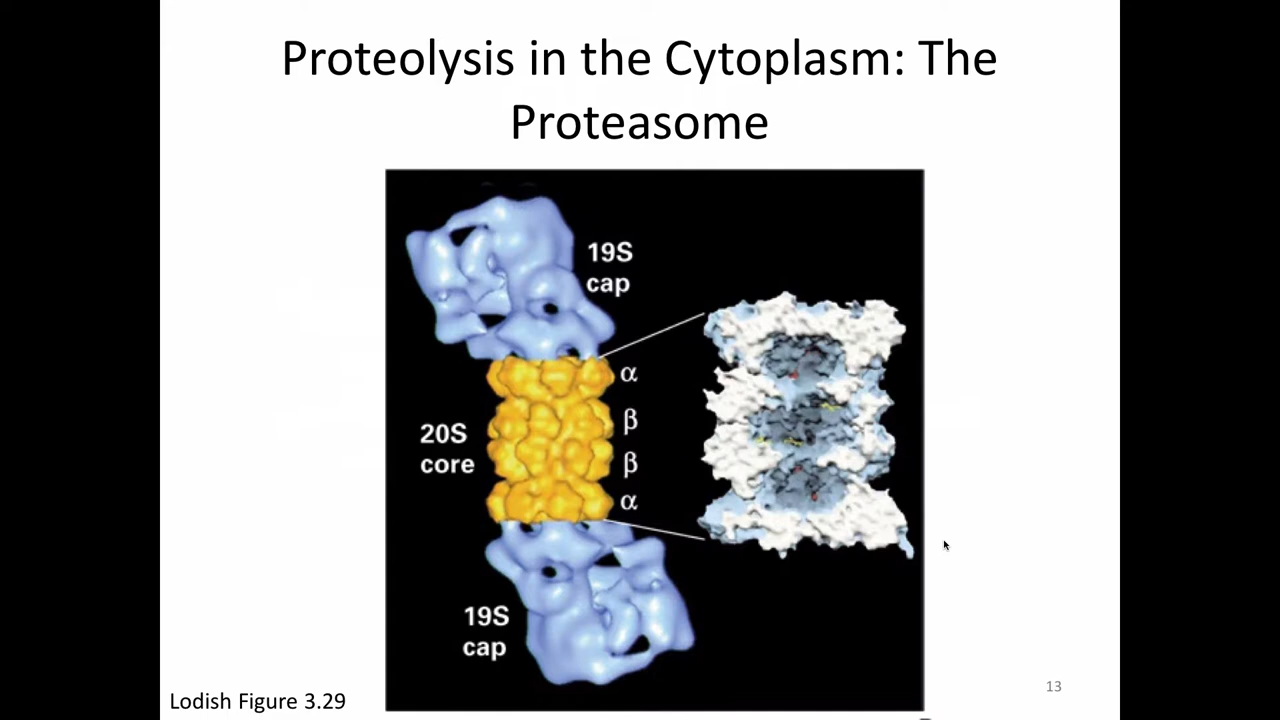 Proteolysis in the Cytoplasm: The
Proteasome
19S
cap
α
β
20S
core
β
α
19S
cap
Lodish Figure 3.29
13